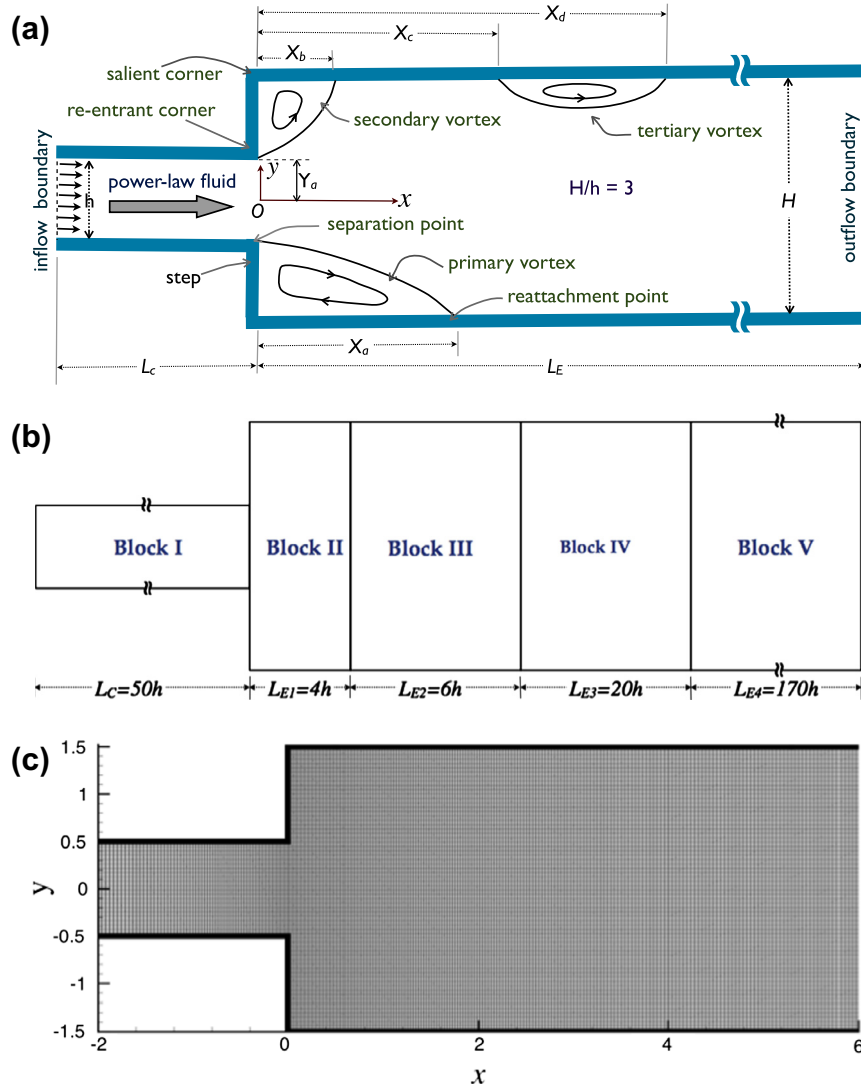 (a)
X_d
X_c
X_b
salient corner
re-entrant corner
secondary vortex
tertiary vortex
inflow boundary
h
power-law fluid
y
Y_a
x
O
H/h = 3
H
outflow boundary
separation point
step
primary vortex
reattachment point
X_a
L_c
L_E
(b)
Block I
Block II
Block III
Block IV
Block V
L_C=50h
L_E1=4h
L_E2=6h
L_E3=20h
L_E4=170h
(c)
1.5
1
0.5
0
-0.5
-1
-1.5
y
-2
0
2
4
6
x